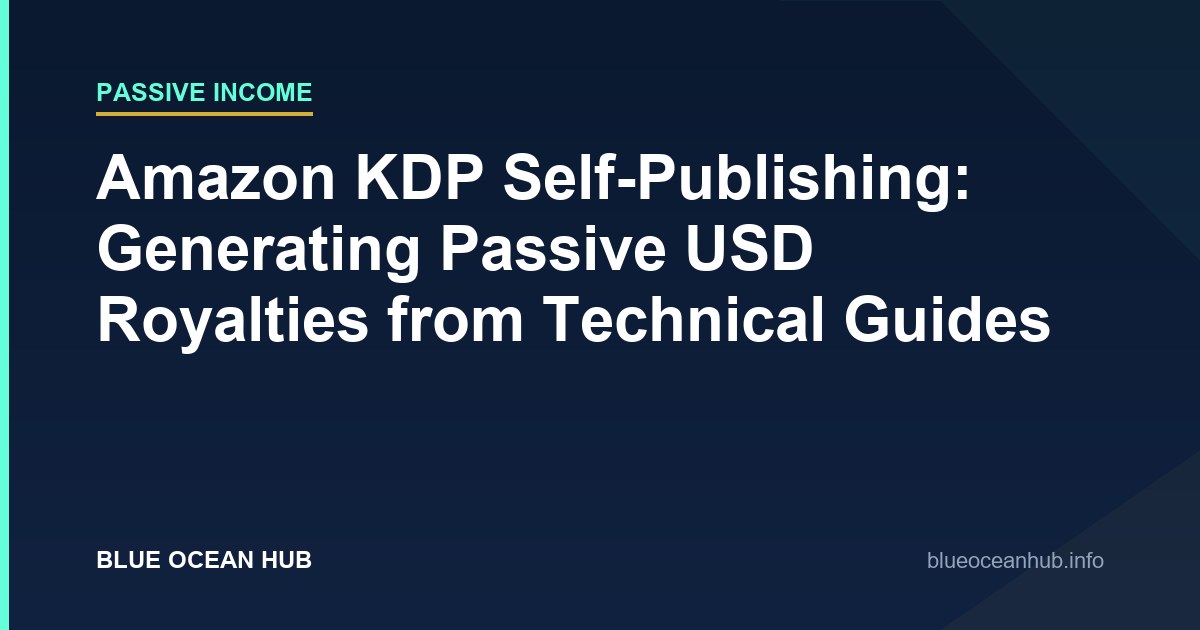 PASSIVE INCOME
Amazon KDP Self-Publishing:
Generating Passive USD
Royalties from Technical Guides
BLUE OCEAN HUB
blueoceanhub.info